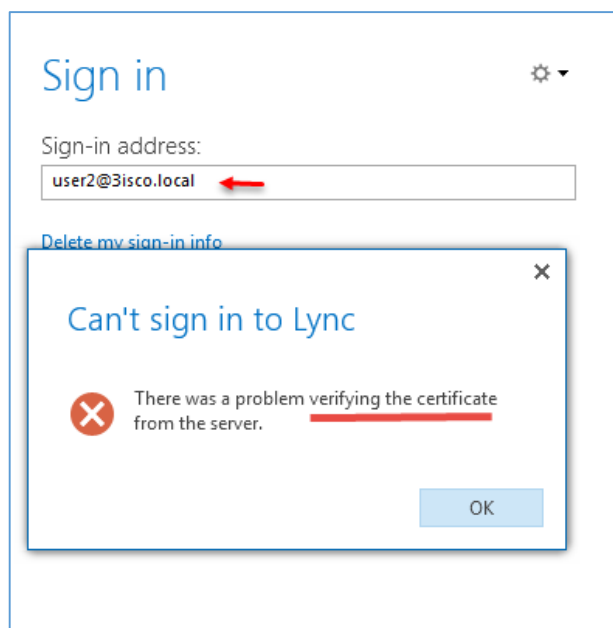 Sign in
Sign-in address:
user2@3isco.local
Delete my sign-in info
Can't sign in to Lync
There was a problem verifying the certificate
from the server.
OK